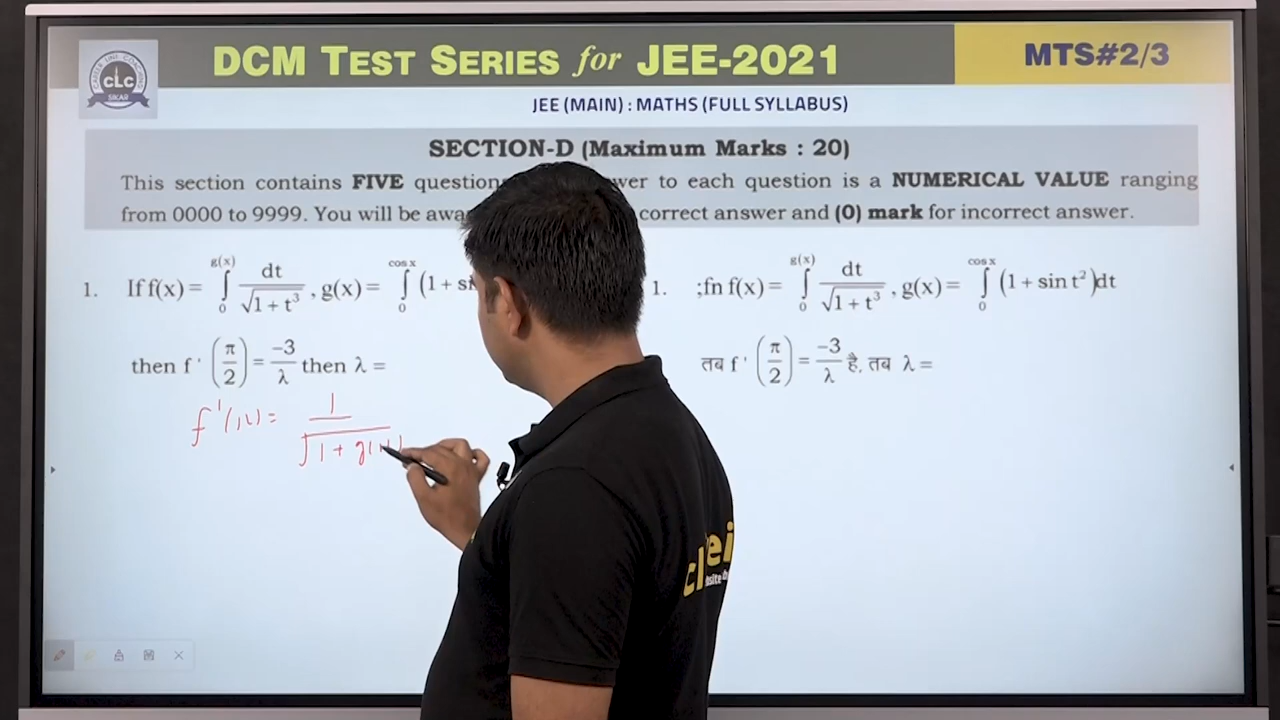 DCM TEST SERIES for JEE-2021
MTS#2/3
CLC
SIKAR
JEE (MAIN) : MATHS (FULL SYLLABUS)
SECTION-D (Maximum Marks : 20)
This section contains FIVE question wer to each question is a NUMERICAL VALUE ranging
from 0000 to 9999. You will be awa correct answer and (0) mark for incorrect answer.
1. If f(x) = ∫₀^{g(x)} dt/√(1 + t³) , g(x) = ∫₀^{cos x} (1 + si
then f ' (π/2) = -3/λ then λ =
f'(x) = 1/√(1 + g(x)
1. ;fn f(x) = ∫₀^{g(x)} dt/√(1 + t³) , g(x) = ∫₀^{cos x} (1 + sin t²)dt
तब f ' (π/2) = -3/λ है, तब λ =